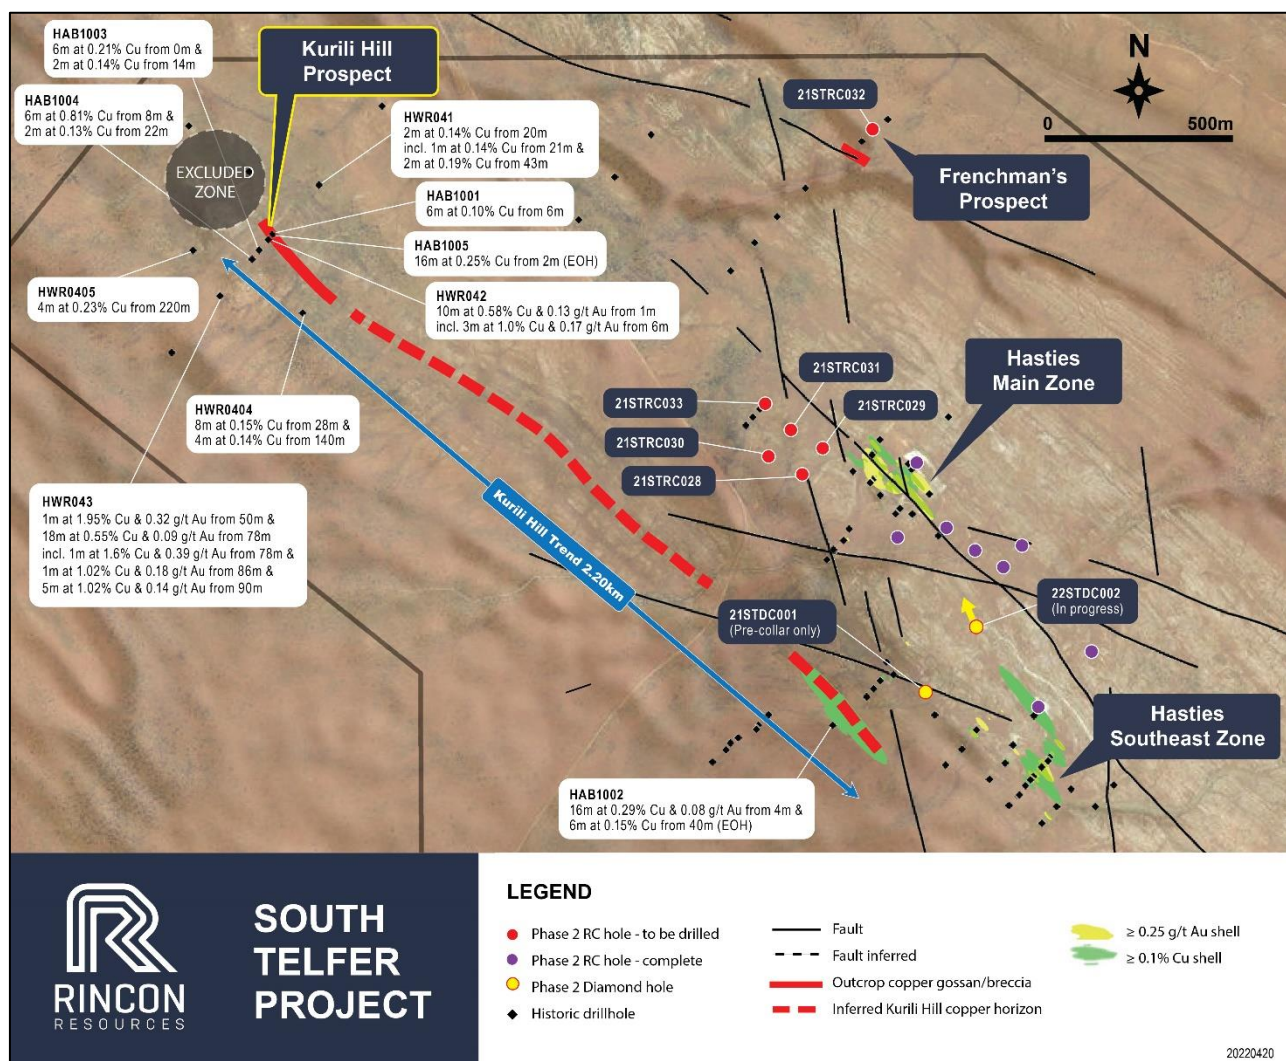 HAB1003
6m at 0.21% Cu from 0m &
2m at 0.14% Cu from 14m
Kurili Hill
Prospect
HAB1004
6m at 0.81% Cu from 8m &
2m at 0.13% Cu from 22m
EXCLUDED
ZONE
HWR041
2m at 0.14% Cu from 20m
incl. 1m at 0.14% Cu from 21m &
2m at 0.19% Cu from 43m
HAB1001
6m at 0.10% Cu from 6m
HAB1005
16m at 0.25% Cu from 2m (EOH)
HWR042
10m at 0.58% Cu & 0.13 g/t Au from 1m
incl. 3m at 1.0% Cu & 0.17 g/t Au from 6m
HWR0405
4m at 0.23% Cu from 220m
HWR0404
8m at 0.15% Cu from 28m &
4m at 0.14% Cu from 140m
HWR043
1m at 1.95% Cu & 0.32 g/t Au from 50m &
18m at 0.55% Cu & 0.09 g/t Au from 78m
incl. 1m at 1.6% Cu & 0.39 g/t Au from 78m &
1m at 1.02% Cu & 0.18 g/t Au from 86m &
5m at 1.02% Cu & 0.14 g/t Au from 90m
21STRC032
N
0 500m
Frenchman's
Prospect
21STRC031
21STRC033
21STRC029
21STRC030
21STRC028
Hasties
Main Zone
Kurili Hill Trend 2.20km
21STDC001
(Pre-collar only)
22STDC002
(In progress)
Hasties
Southeast Zone
HAB1002
16m at 0.29% Cu & 0.08 g/t Au from 4m &
6m at 0.15% Cu from 40m (EOH)
RINCON
RESOURCES
SOUTH
TELFER
PROJECT
LEGEND
Phase 2 RC hole - to be drilled
Phase 2 RC hole - complete
Phase 2 Diamond hole
Historic drillhole
Fault
Fault inferred
Outcrop copper gossan/breccia
Inferred Kurili Hill copper horizon
≥ 0.25 g/t Au shell
≥ 0.1% Cu shell
20220420